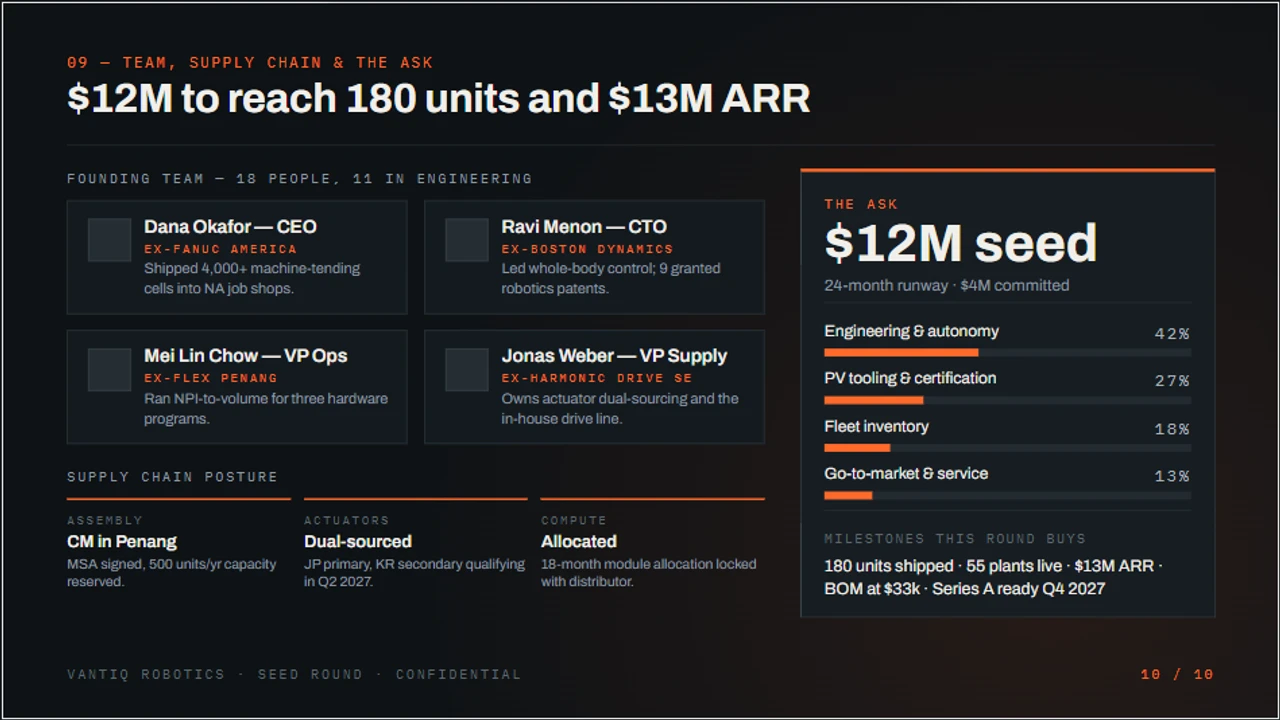 09 — TEAM, SUPPLY CHAIN & THE ASK
$12M to reach 180 units and $13M ARR
FOUNDING TEAM — 18 PEOPLE, 11 IN ENGINEERING
Dana Okafor — CEO
EX-FANUC AMERICA
Shipped 4,000+ machine-tending
cells into NA job shops.
Ravi Menon — CTO
EX-BOSTON DYNAMICS
Led whole-body control; 9 granted
robotics patents.
Mei Lin Chow — VP Ops
EX-FLEX PENANG
Ran NPI-to-volume for three hardware
programs.
Jonas Weber — VP Supply
EX-HARMONIC DRIVE SE
Owns actuator dual-sourcing and the
in-house drive line.
SUPPLY CHAIN POSTURE
ASSEMBLY
CM in Penang
MSA signed, 500 units/yr capacity
reserved.
ACTUATORS
Dual-sourced
JP primary, KR secondary qualifying
in Q2 2027.
COMPUTE
Allocated
18-month module allocation locked
with distributor.
THE ASK
$12M seed
24-month runway · $4M committed
Engineering & autonomy 42%
PV tooling & certification 27%
Fleet inventory 18%
Go-to-market & service 13%
MILESTONES THIS ROUND BUYS
180 units shipped · 55 plants live · $13M ARR ·
BOM at $33k · Series A ready Q4 2027
VANTIQ ROBOTICS · SEED ROUND · CONFIDENTIAL
10 / 10